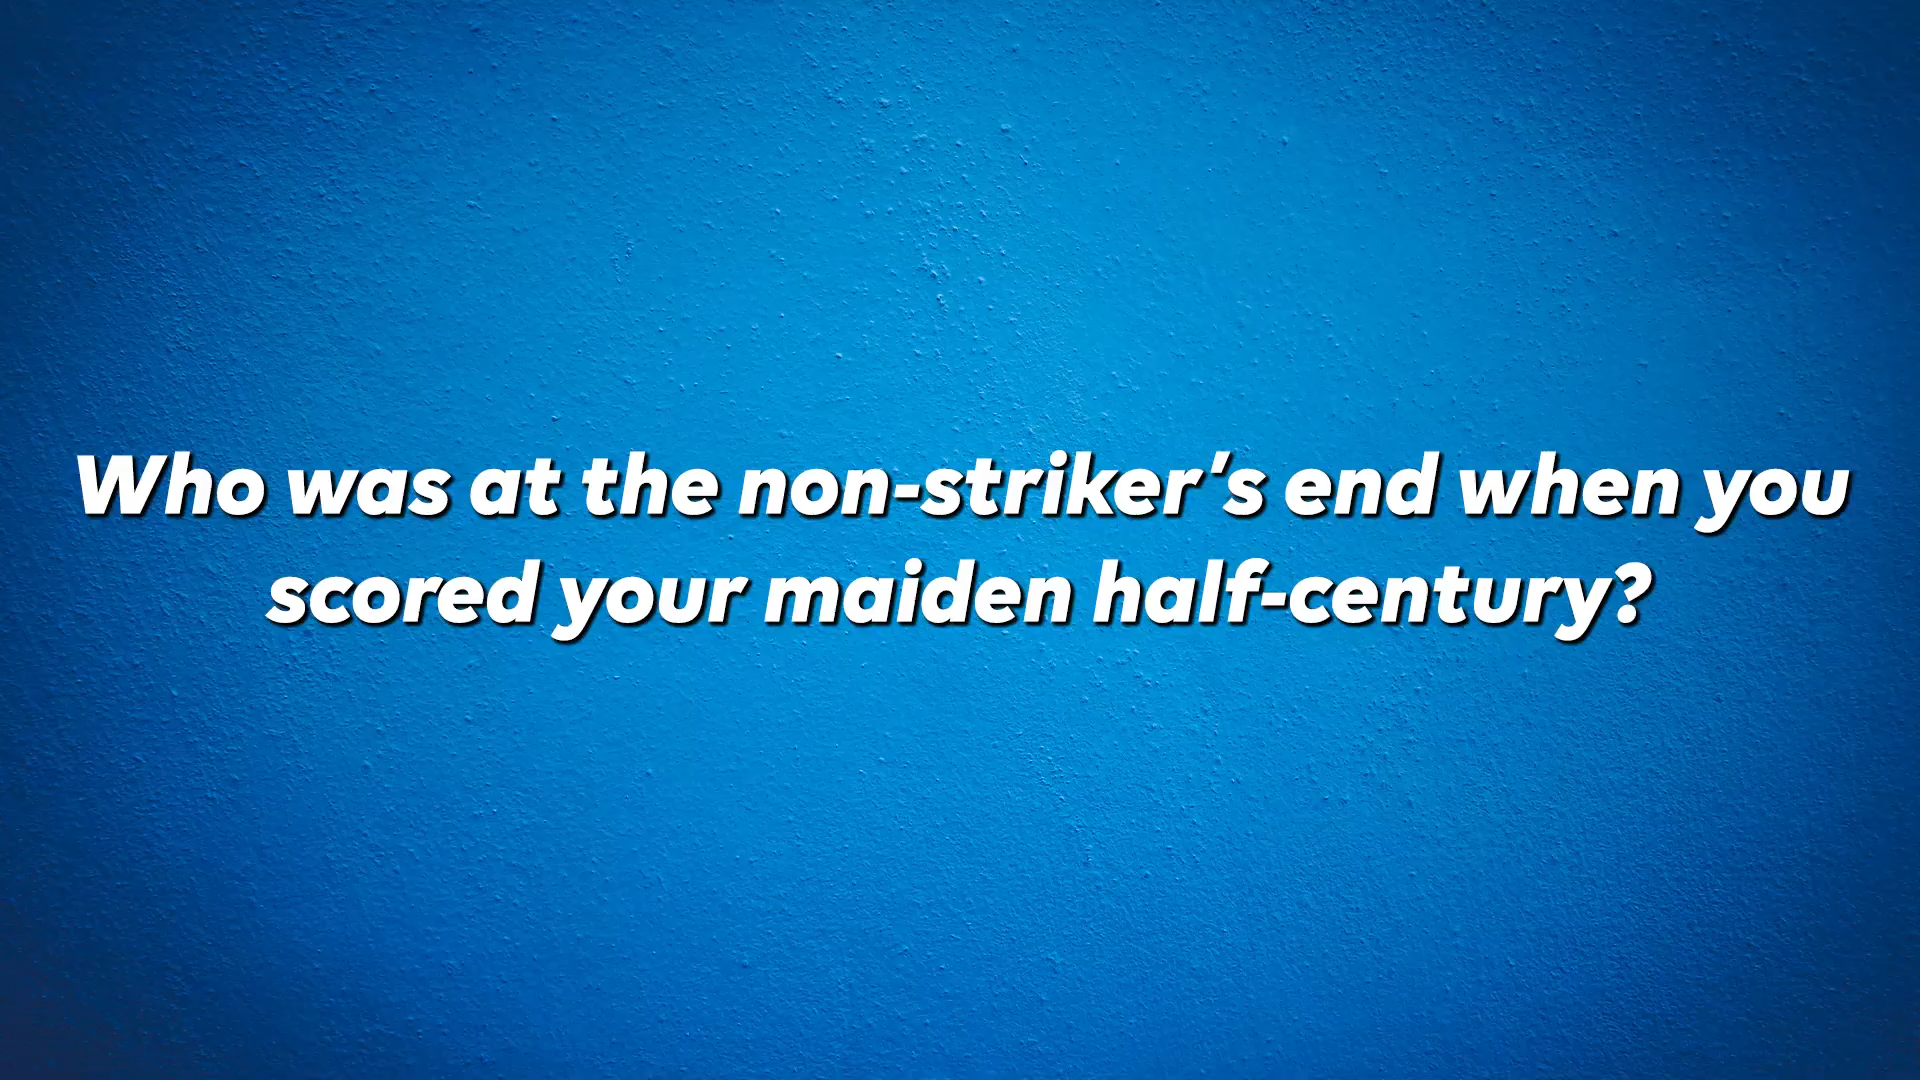 Who was at the non-striker’s end when you
scored your maiden half-century?